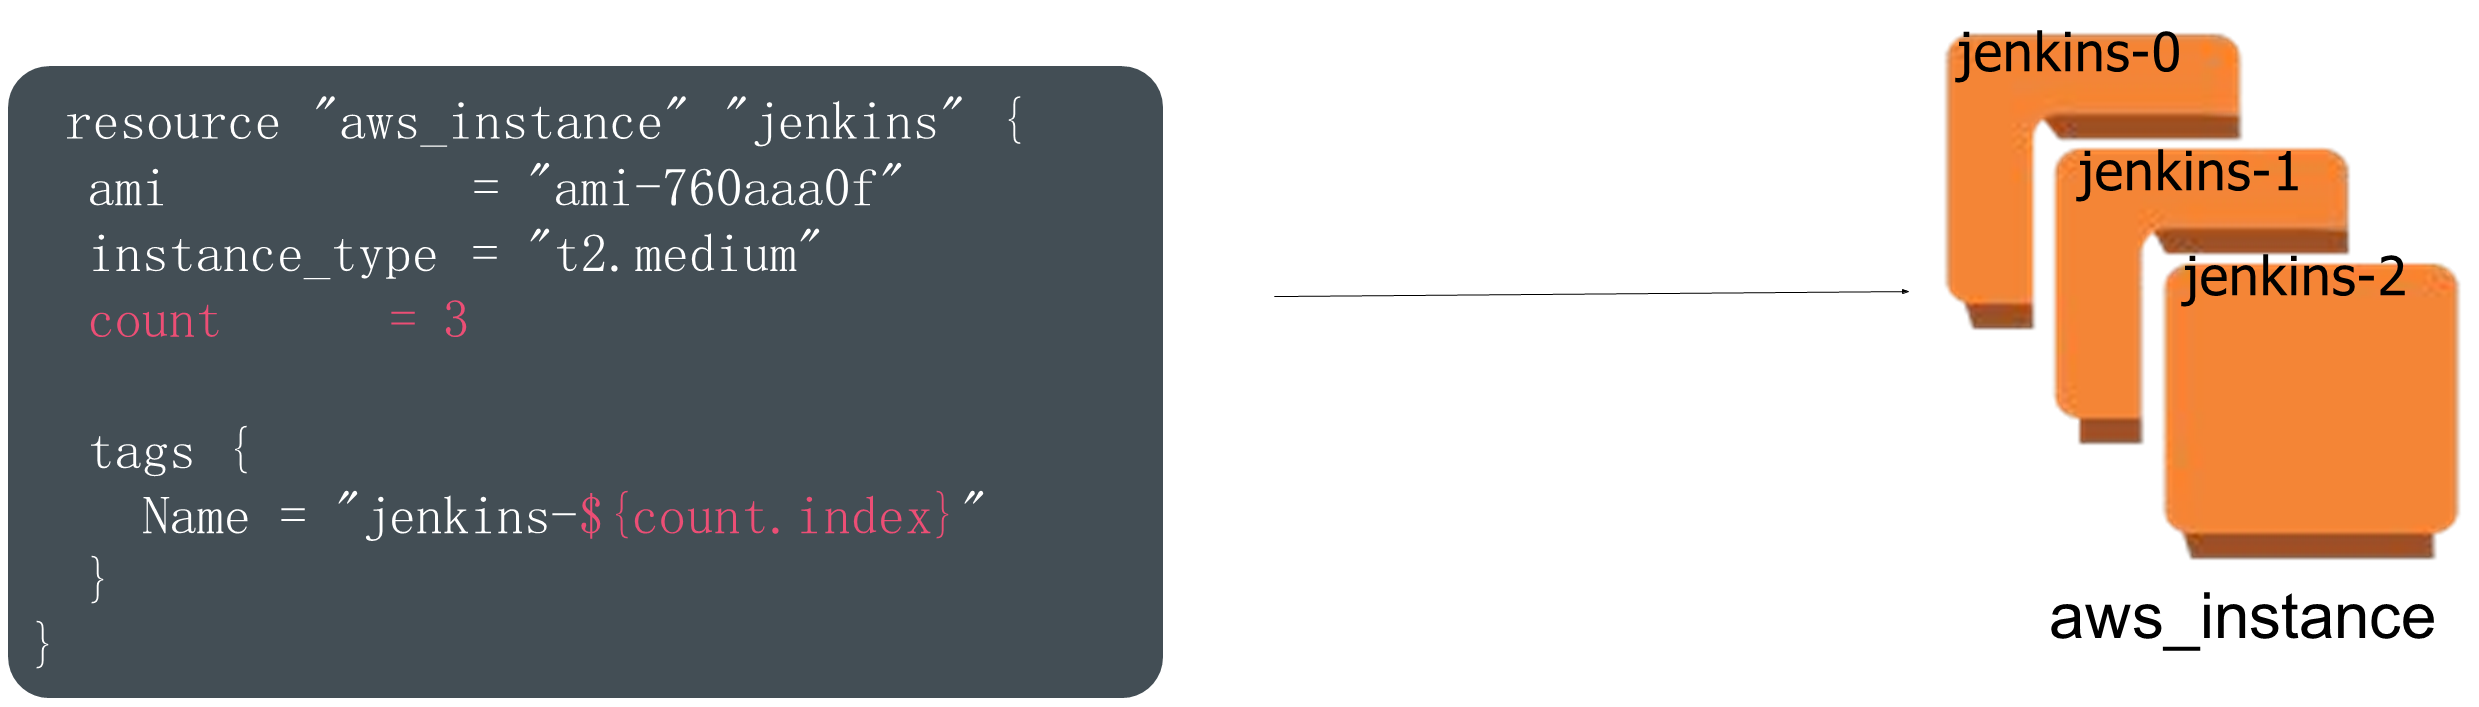 resource "aws_instance" "jenkins" {
ami = "ami-760aaa0f"
instance_type = "t2.medium"
count = 3
tags {
Name = "jenkins-${count.index}"
}
}
jenkins-0
jenkins-1
jenkins-2
aws_instance